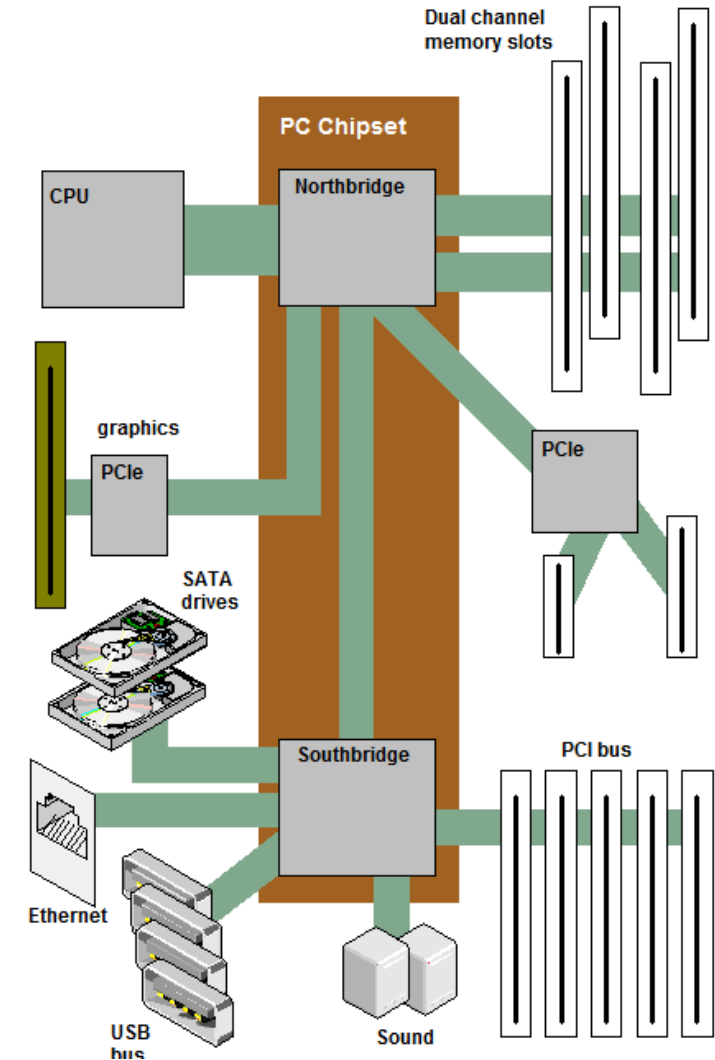 Dual channel
memory slots
PC Chipset
CPU
Northbridge
graphics
PCIe
PCIe
SATA
drives
Southbridge
PCI bus
Ethernet
USB
bus
Sound